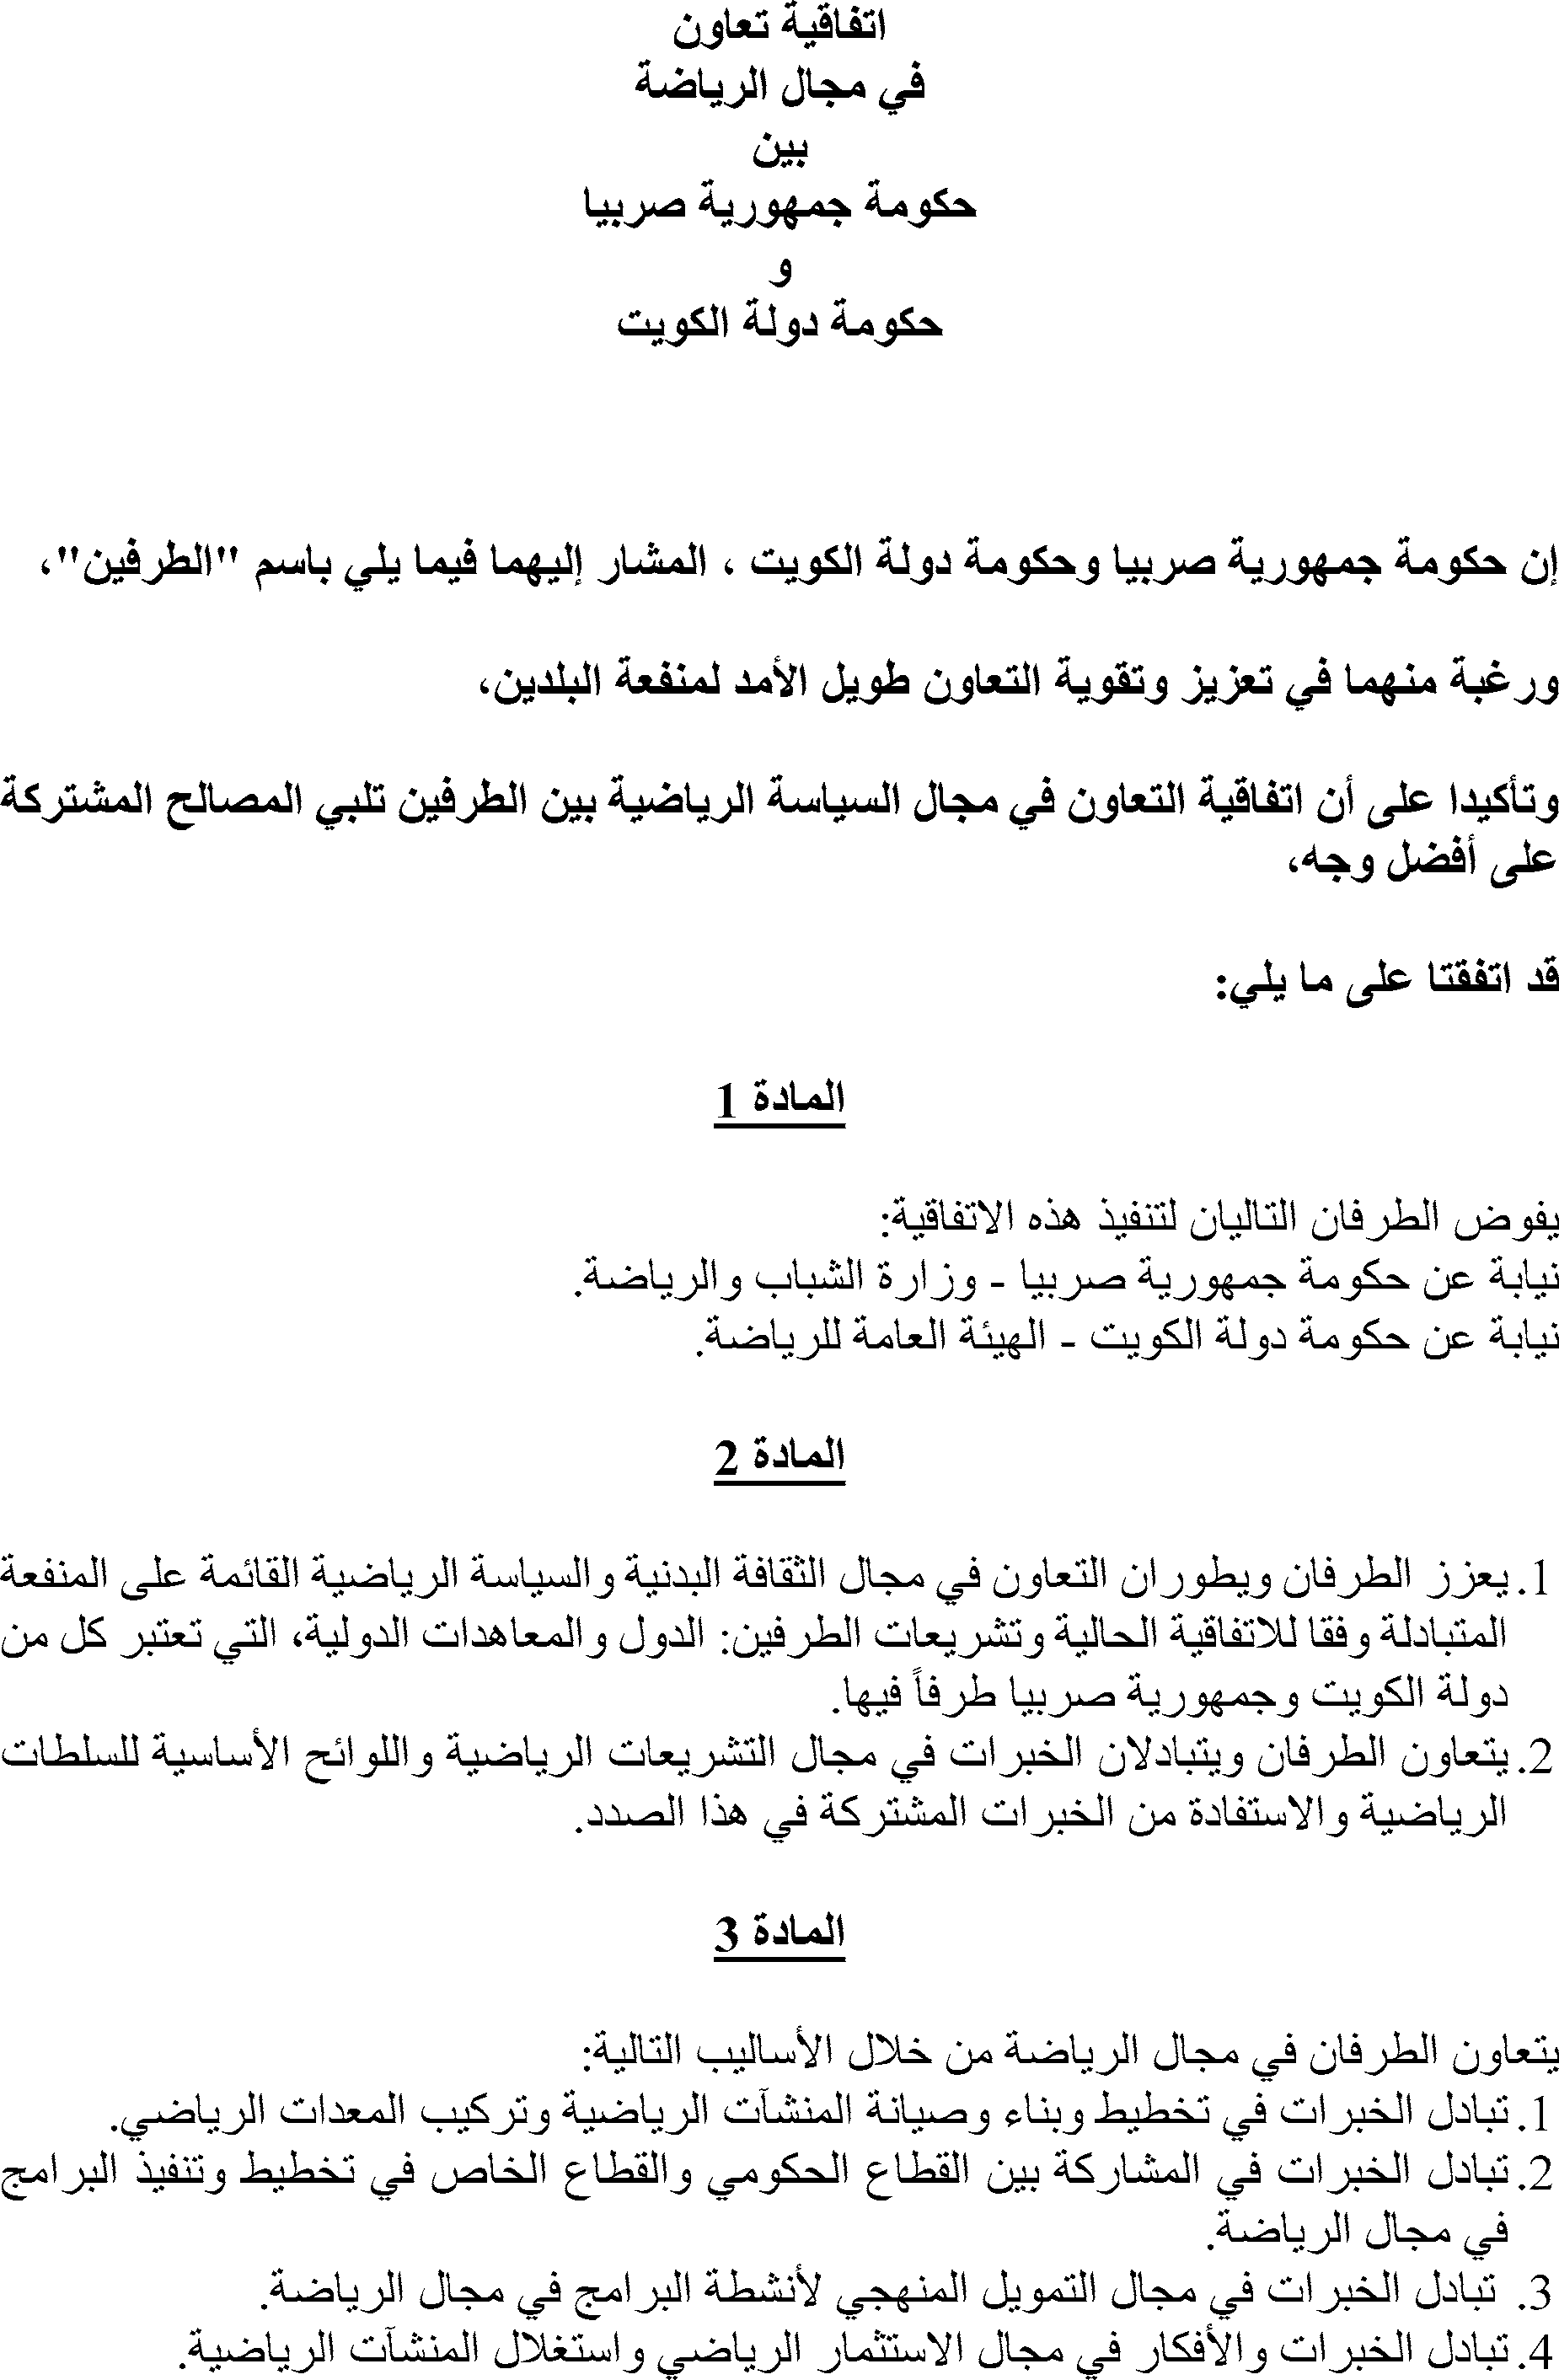 اتفاقية تعاون
في مجال الرياضة
بين
حكومة جمهورية صربيا
و
حكومة دولة الكويت
إن حكومة جمهورية صربيا وحكومة دولة الكويت ، المشار إليهما فيما يلي باسم "الطرفين"،
ورغبة منهما في تعزيز وتقوية التعاون طويل الأمد لمنفعة البلدين،
وتأكيدا على أن اتفاقية التعاون في مجال السياسة الرياضية بين الطرفين تلبي المصالح المشتركة
على أفضل وجه،
قد اتفقتا على ما يلي:
المادة 1
يفوض الطرفان التاليان لتنفيذ هذه الاتفاقية:
نيابة عن حكومة جمهورية صربيا - وزارة الشباب والرياضة.
نيابة عن حكومة دولة الكويت - الهيئة العامة للرياضة.
المادة 2
1. يعزز الطرفان ويطوران التعاون في مجال الثقافة البدنية والسياسة الرياضية القائمة على المنفعة
المتبادلة وفقا للاتفاقية الحالية وتشريعات الطرفين: الدول والمعاهدات الدولية، التي تعتبر كل من
دولة الكويت وجمهورية صربيا طرفاً فيها.
2. يتعاون الطرفان ويتبادلان الخبرات في مجال التشريعات الرياضية واللوائح الأساسية للسلطات
الرياضية والاستفادة من الخبرات المشتركة في هذا الصدد.
المادة 3
يتعاون الطرفان في مجال الرياضة من خلال الأساليب التالية:
1. تبادل الخبرات في تخطيط وبناء وصيانة المنشآت الرياضية وتركيب المعدات الرياضي.
2. تبادل الخبرات في المشاركة بين القطاع الحكومي والقطاع الخاص في تخطيط وتنفيذ البرامج
في مجال الرياضة.
3. تبادل الخبرات في مجال التمويل المنهجي لأنشطة البرامج في مجال الرياضة.
4. تبادل الخبرات والأفكار في مجال الاستثمار الرياضي واستغلال المنشآت الرياضية.